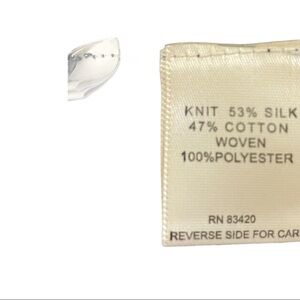 KNIT 53% SILK
47% COTTON
WOVEN
100%POLYESTER
RN 83420
REVERSE SIDE FOR CAR